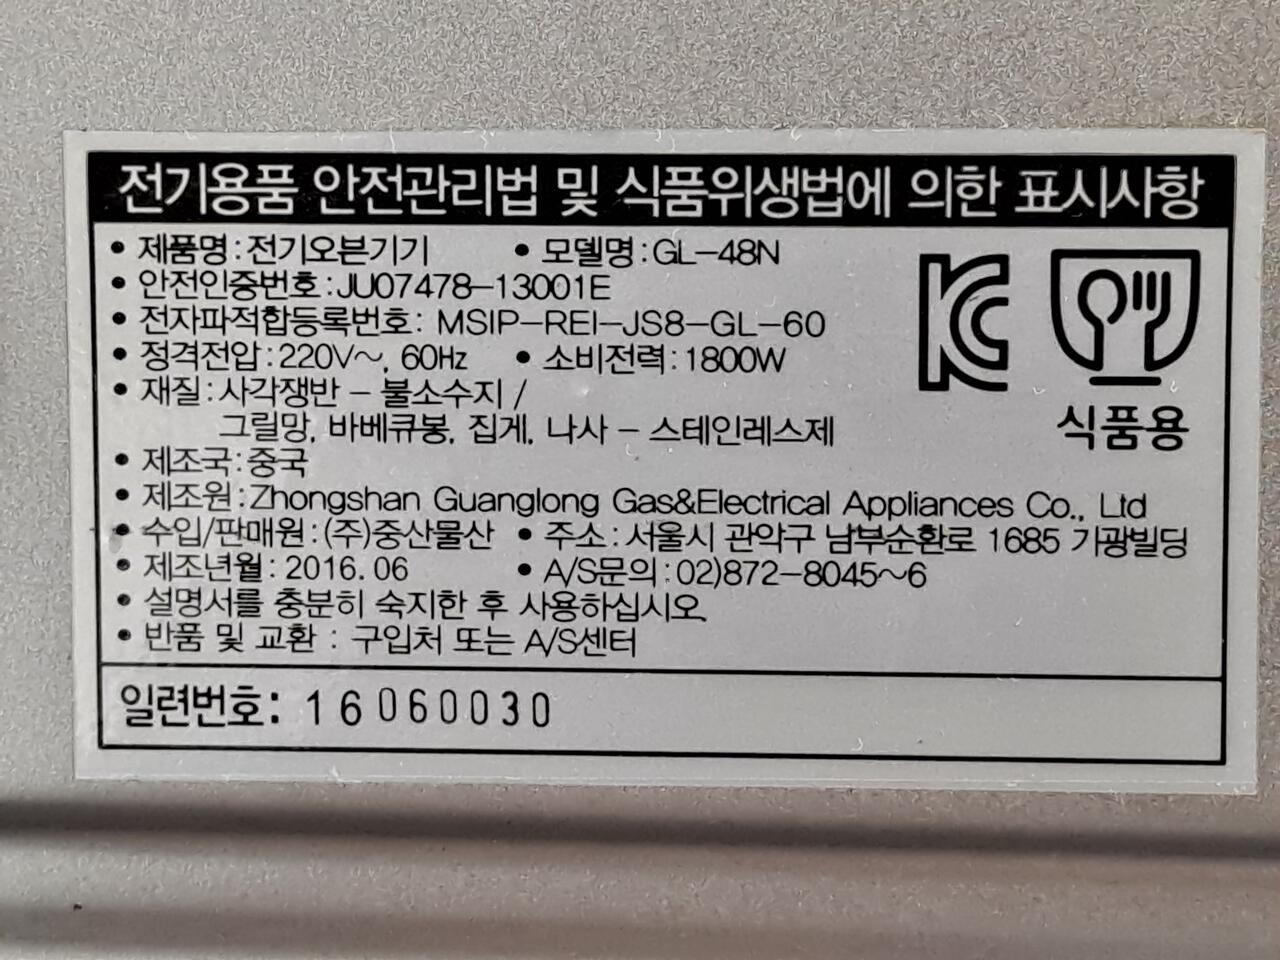 전기용품 안전관리법 및 식품위생법에 의한 표시사항
• 제품명:전기오븐기기 • 모델명:GL-48N
• 안전인증번호:JU07478-13001E
• 전자파적합등록번호: MSIP-REI-JS8-GL-60
• 정격전압:220V~, 60Hz • 소비전력:1800W
• 재질:사각쟁반 - 불소수지 /
그릴망, 바베큐봉, 집게, 나사 - 스테인레스제
식품용
• 제조국:중국
• 제조원:Zhongshan Guanglong Gas&Electrical Appliances Co., Ltd
• 수입/판매원:(주)중산물산 • 주소:서울시 관악구 남부순환로 1685 가광빌딩
• 제조년월:2016.06 • A/S문의:02)872-8045~6
• 설명서를 충분히 숙지한 후 사용하십시오.
• 반품 및 교환 : 구입처 또는 A/S센터
일련번호: 16060030